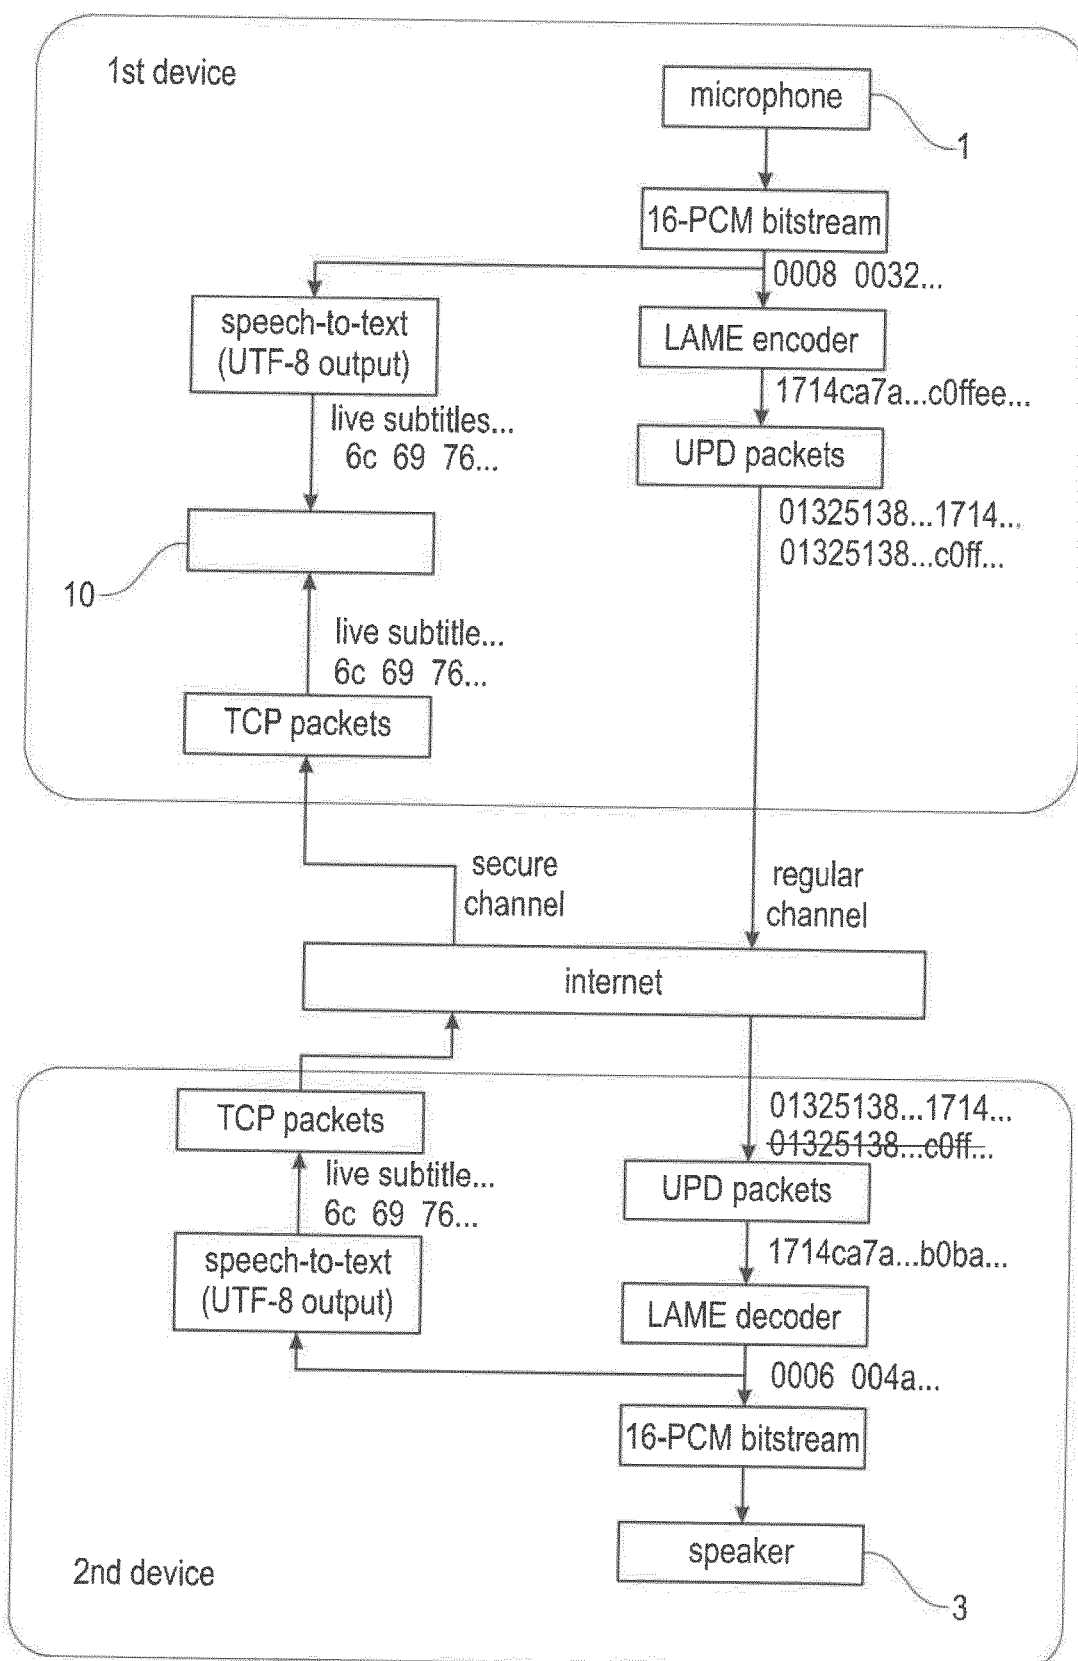 1st device
microphone
1
16-PCM bitstream
0008 0032...
speech-to-text
(UTF-8 output)
LAME encoder
live subtitles...
6c 69 76...
1714ca7a...c0ffee...
UPD packets
01325138...1714...
01325138...c0ff...
10
live subtitle...
6c 69 76...
TCP packets
secure
channel
regular
channel
internet
TCP packets
01325138...1714...
01325138...c0ff...
live subtitle...
6c 69 76...
UPD packets
speech-to-text
(UTF-8 output)
1714ca7a...b0ba...
LAME decoder
0006 004a...
16-PCM bitstream
speaker
3
2nd device